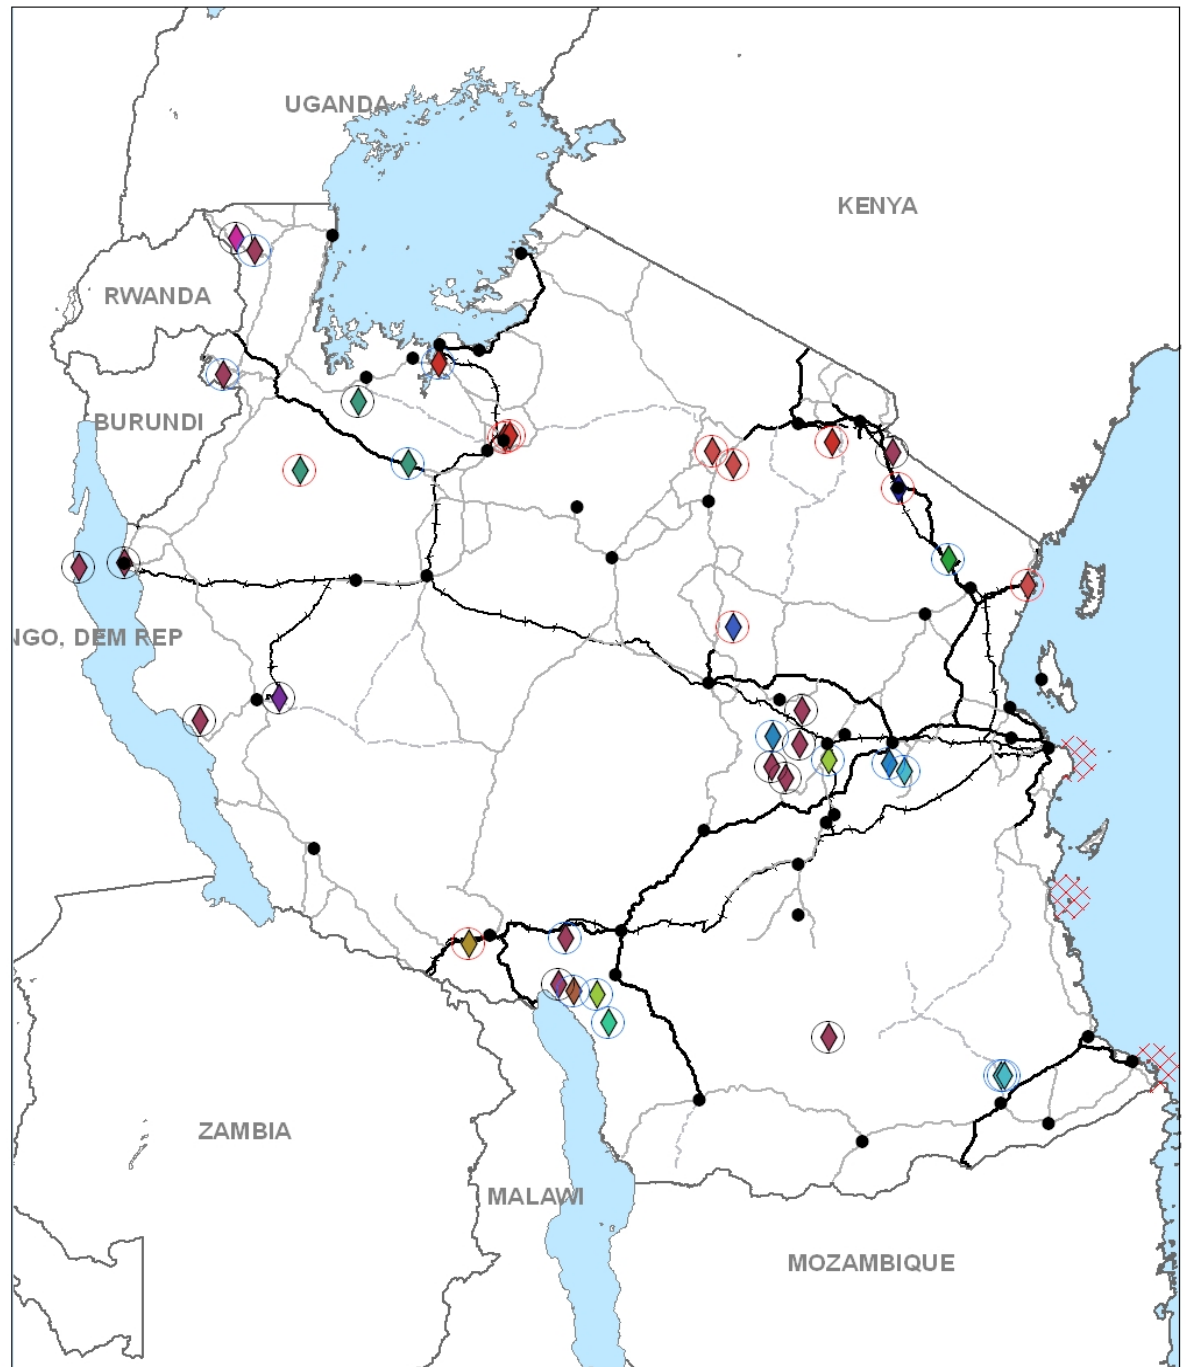 UGANDA
KENYA
RWANDA
BURUNDI
NGO, DEM REP
ZAMBIA
MALAWI
MOZAMBIQUE